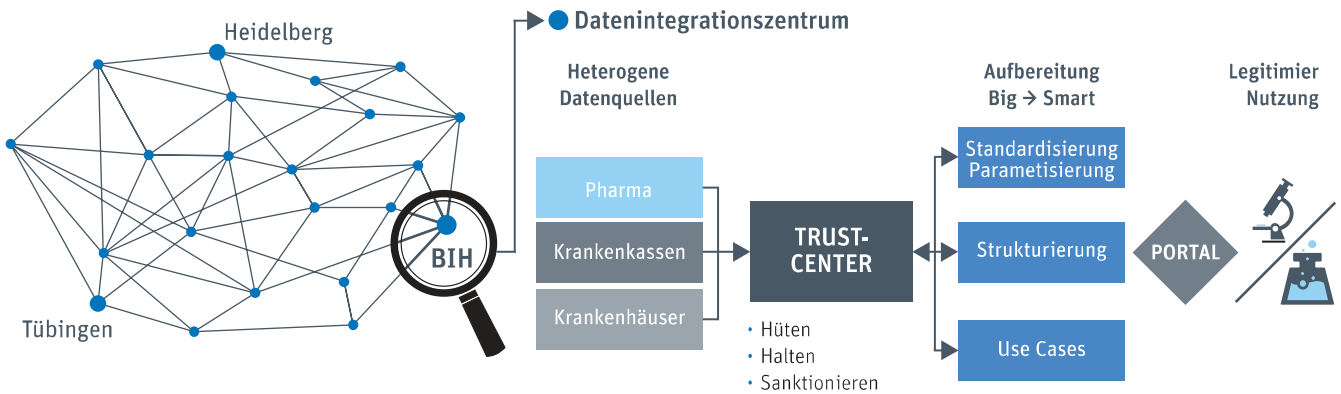 Heidelberg
Tübingen
BIH
Datenintegrationszentrum
Heterogene
Datenquellen
Pharma
Krankenkassen
Krankenhäuser
TRUST-
CENTER
• Hüten
• Halten
• Sanktionieren
Aufbereitung
Big → Smart
Standardisierung
Parametisierung
Strukturierung
Use Cases
PORTAL
Legitimier
Nutzung